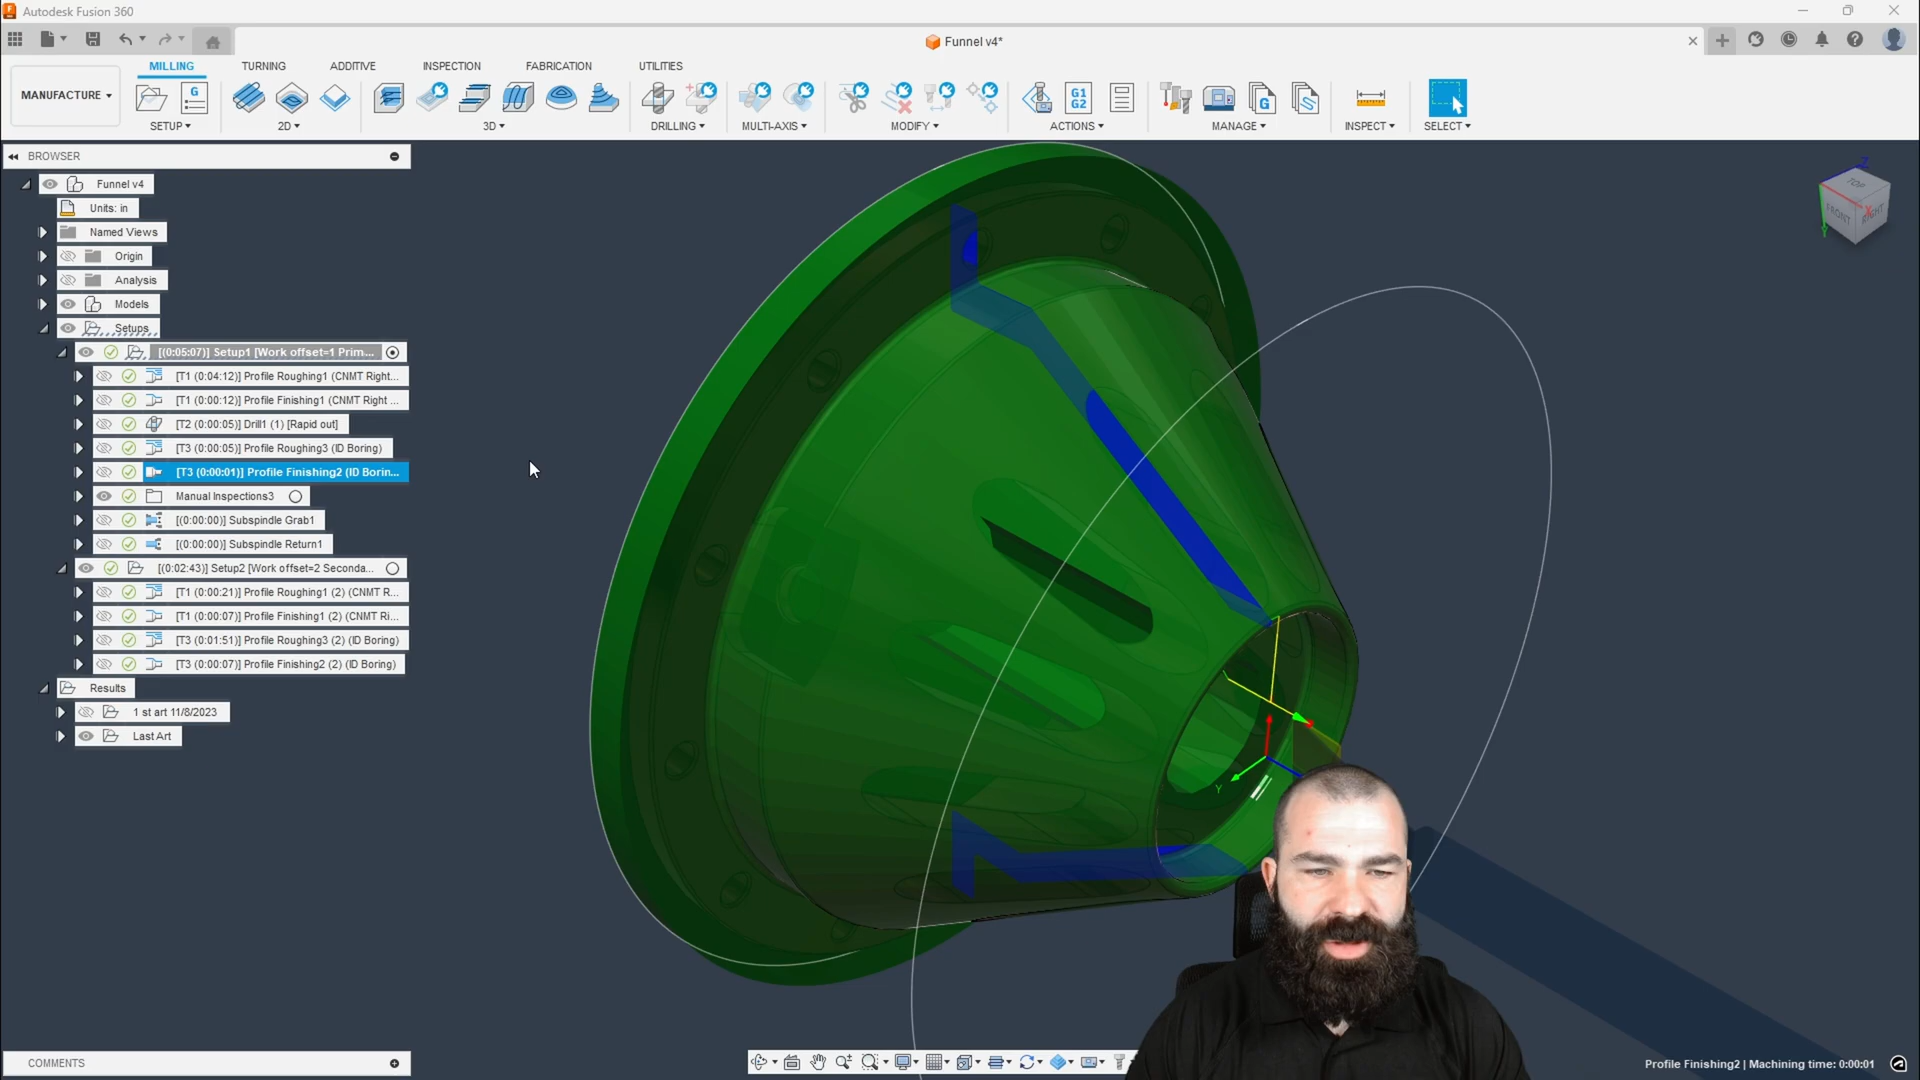 Autodesk Fusion 360
Funnel v4*
MILLING TURNING ADDITIVE INSPECTION FABRICATION UTILITIES
MANUFACTURE
SETUP 2D 3D DRILLING MULTI-AXIS MODIFY ACTIONS MANAGE INSPECT SELECT
G
G1
G2
G
BROWSER
Funnel v4
Units: in
Named Views
Origin
Analysis
Models
Setups
[(0:05:07)] Setup1 [Work offset=1 Prim...
[T1 (0:04:12)] Profile Roughing1 (CNMT Right...
[T1 (0:00:12)] Profile Finishing1 (CNMT Right ...
[T2 (0:00:05)] Drill1 (1) [Rapid out]
[T3 (0:00:05)] Profile Roughing3 (ID Boring)
[T3 (0:00:01)] Profile Finishing2 (ID Borin...
Manual Inspections3
[(0:00:00)] Subspindle Grab1
[(0:00:00)] Subspindle Return1
[(0:02:43)] Setup2 [Work offset=2 Seconda...
[T1 (0:00:21)] Profile Roughing1 (2) (CNMT R...
[T1 (0:00:07)] Profile Finishing1 (2) (CNMT Ri...
[T3 (0:01:51)] Profile Roughing3 (2) (ID Boring)
[T3 (0:00:07)] Profile Finishing2 (2) (ID Boring)
Results
1 st art 11/8/2023
Last Art
Z
TOP
FRONT
RIGHT
X
Y
Y
COMMENTS
Profile Finishing2 | Machining time: 0:00:01